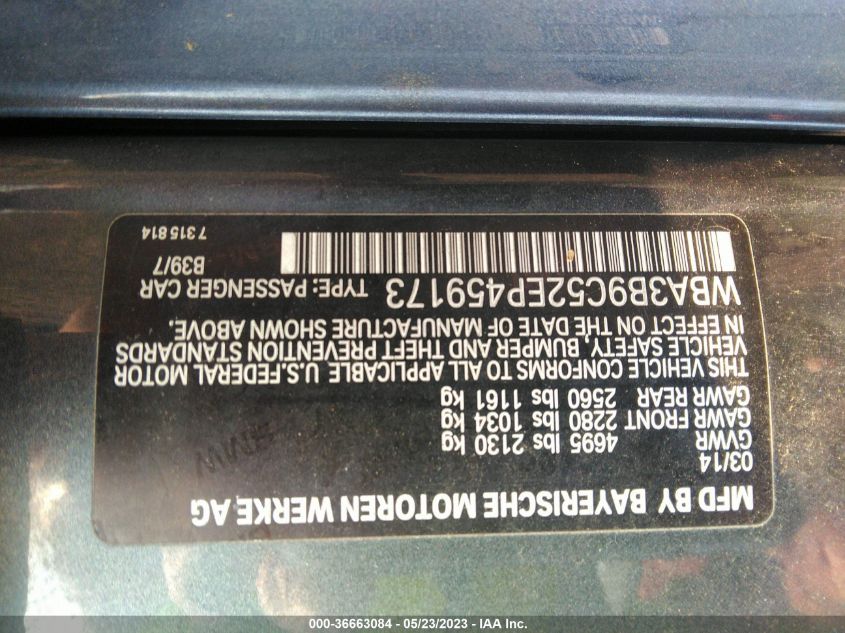 MFD BY BAYERISCHE MOTOREN WERKE AG
03/14
GVWR 4695 lbs 2130 kg
GAWR FRONT 2280 lbs 1034 kg
GAWR REAR 2560 lbs 1161 kg
THIS VEHICLE CONFORMS TO ALL APPLICABLE U.S.FEDERAL MOTOR
VEHICLE SAFETY, BUMPER AND THEFT PREVENTION STANDARDS
IN EFFECT ON THE DATE OF MANUFACTURE SHOWN ABOVE.
WBA3B9C52EP459173 TYPE: PASSENGER CAR
B39/7
7315814
000-36663084 - 05/23/2023 - IAA Inc.